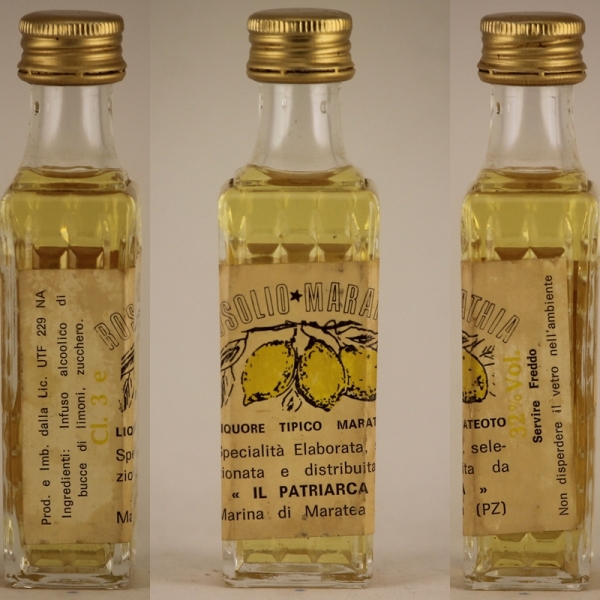 Prod. e Imb. dalla Lic. UTF 229 NA
Ingredienti: Infuso alcoolico di
bucce di limoni, zucchero.
Cl. 3 e
ROS
LIQ
Spe
zio
Ma
SOLIO★MARA
IQUORE TIPICO MARAT
Specialità Elaborata,
ionata e distribuita
« IL PATRIARCA
Marina di Maratea
ATHIA
ATEOTO
sele-
ta da
A »
(PZ)
32% Vol.
Servire Freddo
Non disperdere il vetro nell'ambiente